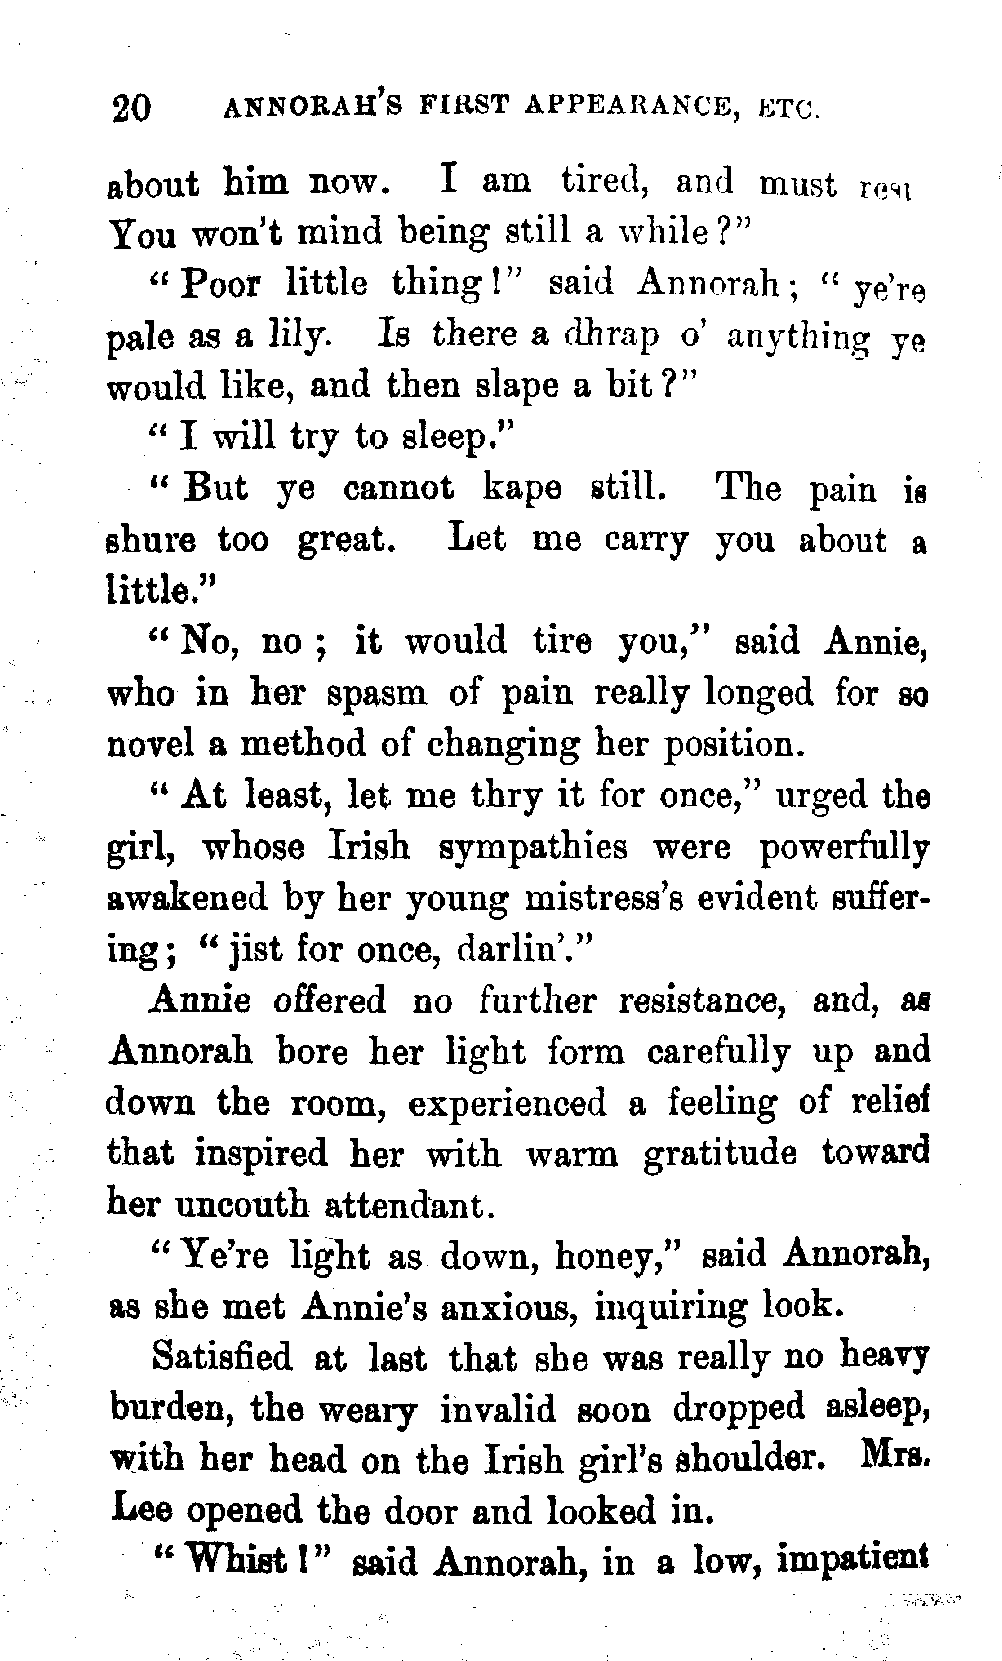 20 ANNORAH'S FIRST APPEARANCE, ETC.
about him now. I am tired, and must rest
You won't mind being still a while?"
"Poor little thing!" said Annorah; "ye're
pale as a lily. Is there a dhrap o' anything ye
would like, and then slape a bit?"
"I will try to sleep."
"But ye cannot kape still. The pain is
shure too great. Let me carry you about a
little."
"No, no; it would tire you," said Annie,
who in her spasm of pain really longed for so
novel a method of changing her position.
"At least, let me thry it for once," urged the
girl, whose Irish sympathies were powerfully
awakened by her young mistress's evident suffer-
ing; "jist for once, darlin'."
Annie offered no further resistance, and, as
Annorah bore her light form carefully up and
down the room, experienced a feeling of relief
that inspired her with warm gratitude toward
her uncouth attendant.
"Ye're light as down, honey," said Annorah,
as she met Annie's anxious, inquiring look.
Satisfied at last that she was really no heavy
burden, the weary invalid soon dropped asleep,
with her head on the Irish girl's shoulder. Mrs.
Lee opened the door and looked in.
"Whist!" said Annorah, in a low, impatient